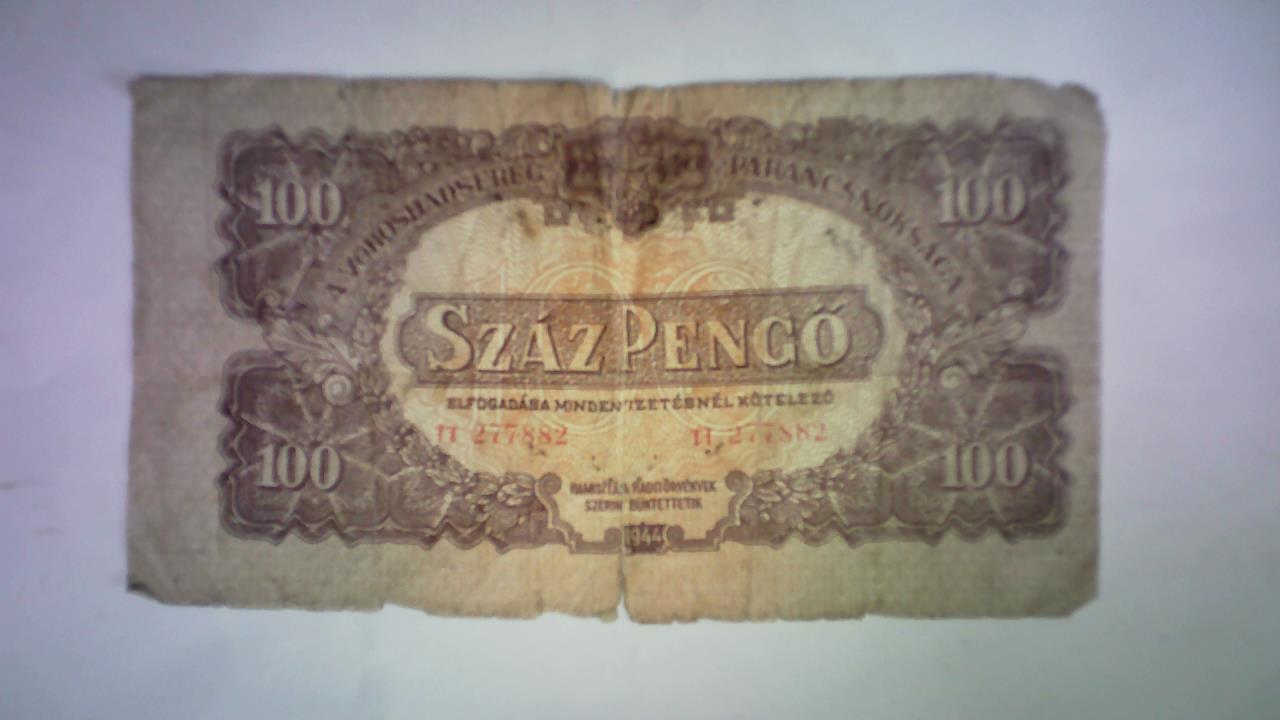 A VÖRÖSHADSEREG PARANCSNOKSÁGA
100 100
SZÁZ PENGŐ
ELFOGADÁSA MINDEN FIZETÉSNÉL KÖTELEZŐ
277882 277882
100 100
HAMISÍTÁSA HADITÖRVÉNYEK
SZERINT BÜNTETTETIK
1944